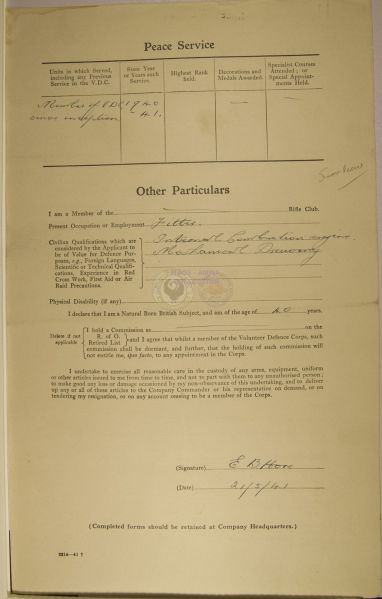 Peace Service
Units in which Served, including any Previous Service in the V.D.C.
State Year or Years such Service.
Highest Rank held.
Decorations and Medals Awarded.
Specialist Courses Attended; or Special Appointments Held.
Member of VDC 1940
since inception - 41.
Other Particulars
I am a Member of the Rifle Club.
Present Occupation or Employment Fitter
Civilian Qualifications which are
considered by the Applicant to
be of Value for Defence Purposes,
e.g., Foreign Languages,
Scientific or Technical Qualifications,
Experience in Red
Cross Work, First Aid or Air
Raid Precautions.
Internal Combustion engine
Mechanical Drawing
Physical Disability (if any)
I declare that I am a Natural Born British Subject, and am of the age of 40 years.
Delete if not applicable
I hold a Commission as on the
R. of O.
Retired List
and I agree that whilst a member of the Volunteer Defence Corps, such
commission shall be dormant, and further, that the holding of such commission will
not entitle me, ipso facto, to any appointment in the Corps.
I undertake to exercise all reasonable care in the custody of any arms, equipment, uniform
or other articles issued to me from time to time, and not to part with them to any unauthorised person;
to make good any loss or damage occasioned by my non-observance of this undertaking, and to deliver
up any or all of these articles to the Company Commander or his representative on demand, or on
tendering my resignation, or on any account ceasing to be a member of the Corps.
(Signature) E B Hore
(Date) 21/5/41
(Completed forms should be retained at Company Headquarters.)